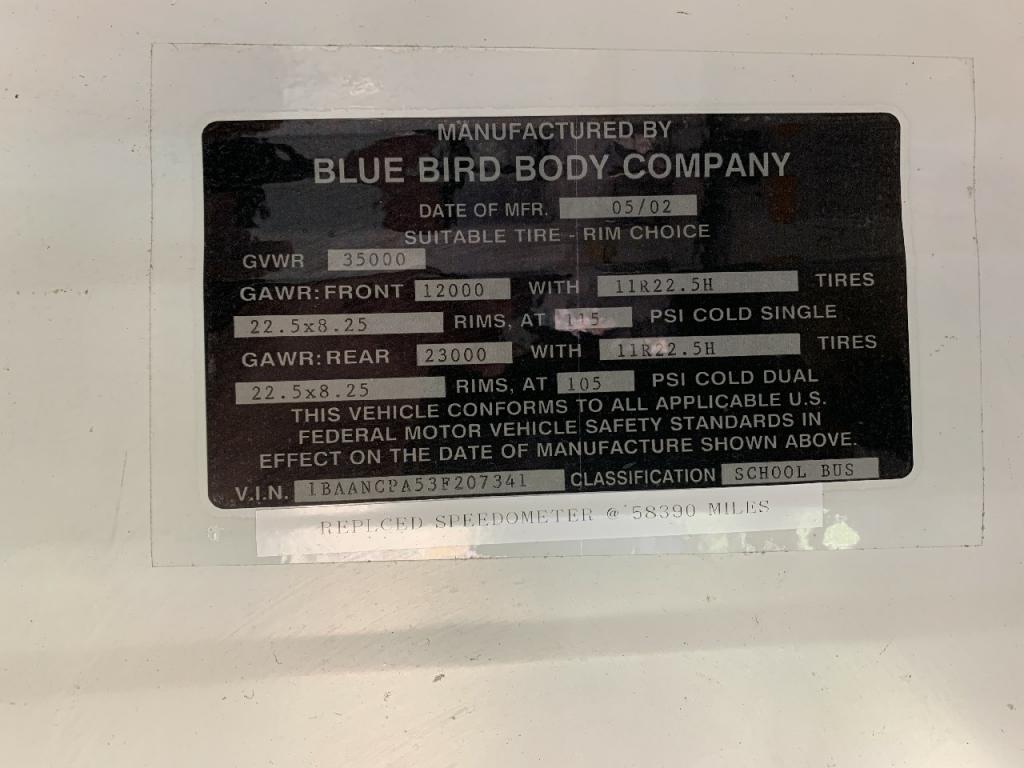 MANUFACTURED BY
BLUE BIRD BODY COMPANY
DATE OF MFR. 05/02
SUITABLE TIRE - RIM CHOICE
GVWR 35000
GAWR: FRONT 12000 WITH 11R22.5H TIRES
22.5x8.25 RIMS, AT 115 PSI COLD SINGLE
GAWR: REAR 23000 WITH 11R22.5H TIRES
22.5x8.25 RIMS, AT 105 PSI COLD DUAL
THIS VEHICLE CONFORMS TO ALL APPLICABLE U.S.
FEDERAL MOTOR VEHICLE SAFETY STANDARDS IN
EFFECT ON THE DATE OF MANUFACTURE SHOWN ABOVE.
V.I.N. 1BAANCPA53F207341 CLASSIFICATION SCHOOL BUS
REPLCED SPEEDOMETER @ 58390 MILES